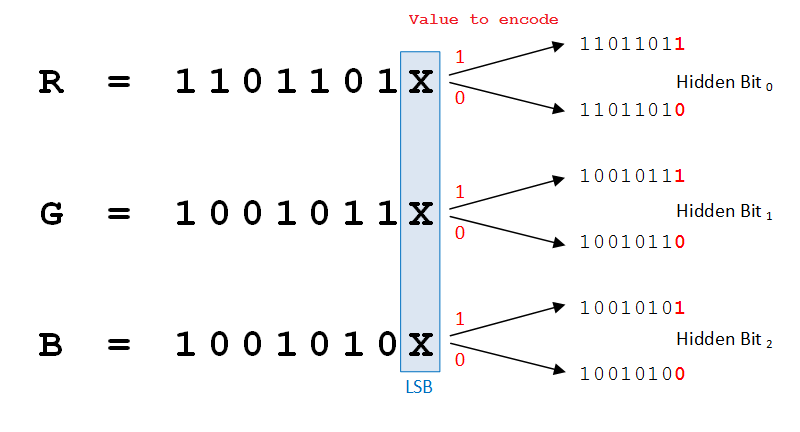 Value to encode
R = 1101101X
1
0
11011011
11011010
Hidden Bit 0
G = 1001011X
1
0
10010111
10010110
Hidden Bit 1
B = 1001010X
1
0
10010101
10010100
Hidden Bit 2
LSB